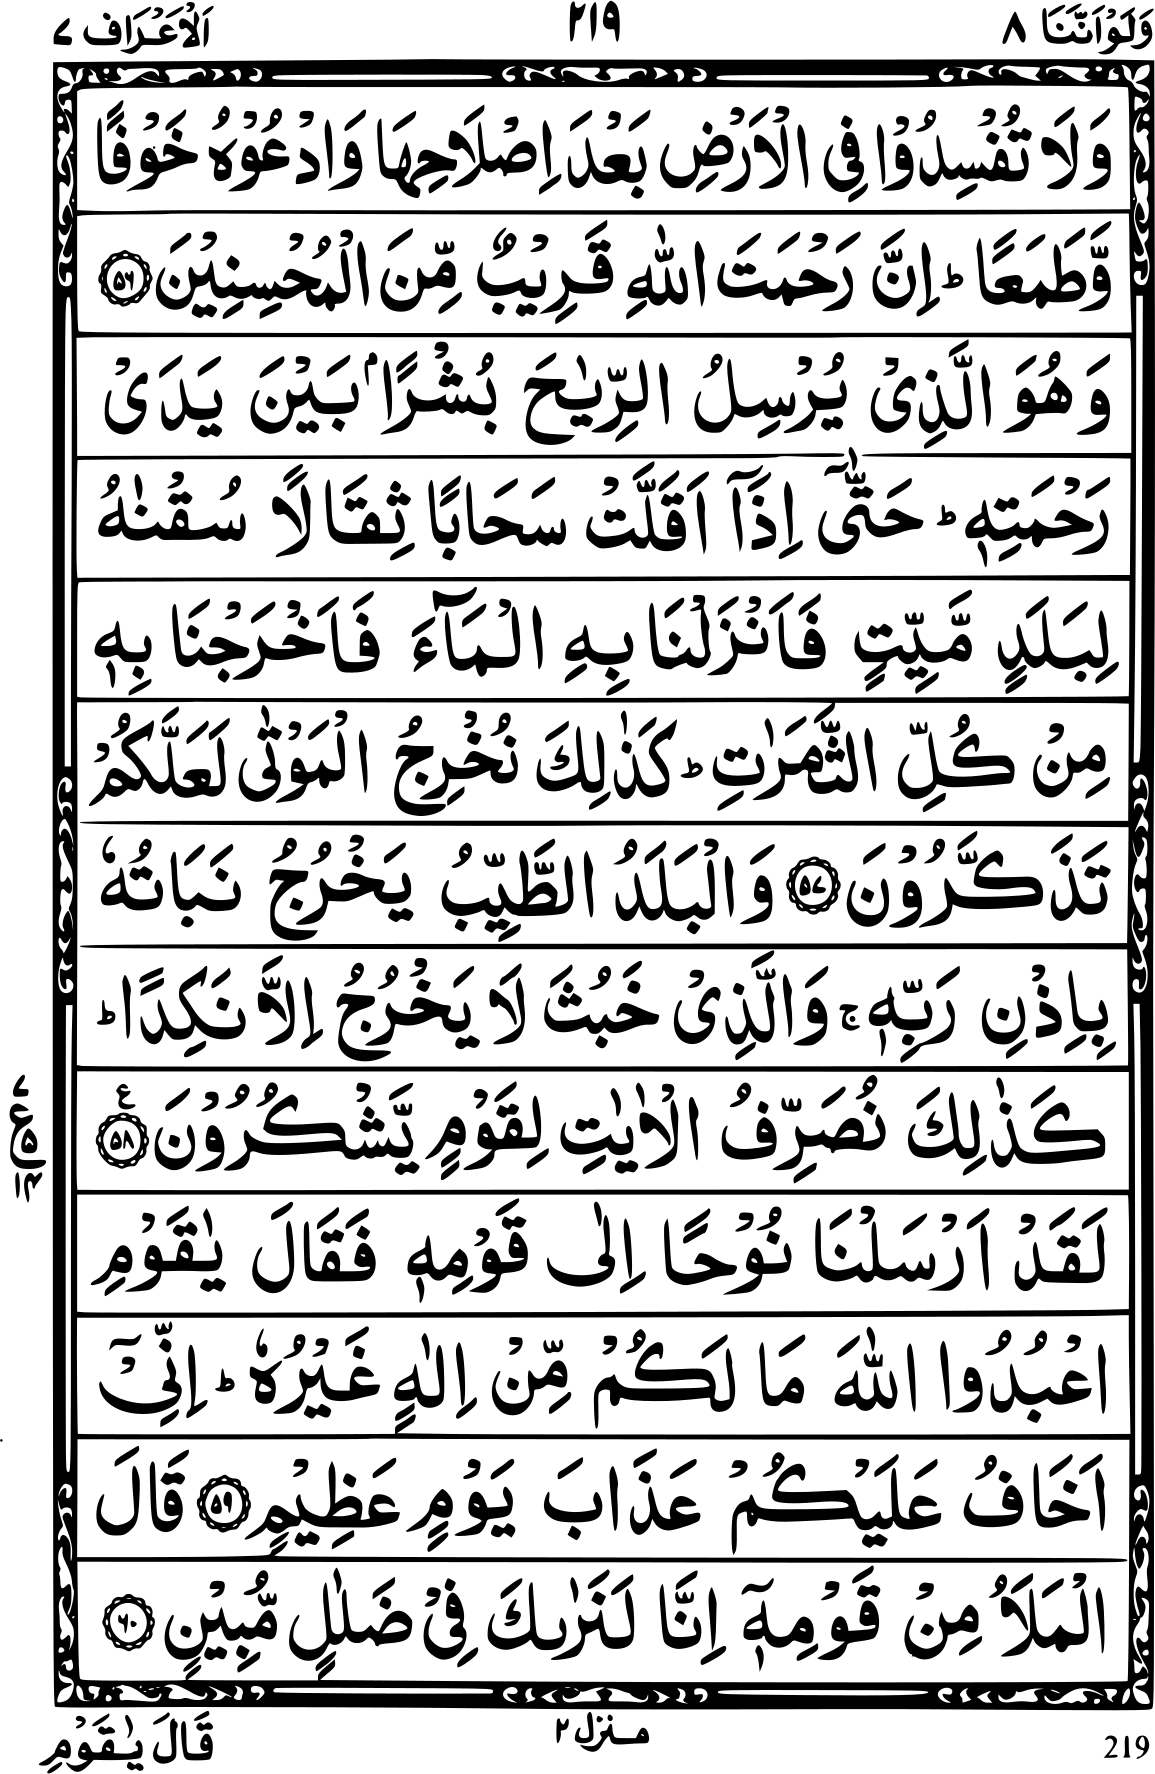 وَلَوْاَنَّنَا ٨ ٢١٩ اَلْاَعْرَاف ٧
وَلَا تُفْسِدُوْا فِی الْاَرْضِ بَعْدَ اِصْلَاحِهَا وَادْعُوْهُ خَوْفًا
وَّطَمَعًا ؕ اِنَّ رَحْمَتَ اللّٰهِ قَرِیْبٌ مِّنَ الْمُحْسِنِیْنَ ۝۵۶
وَهُوَ الَّذِیْ یُرْسِلُ الرِّیٰحَ بُشْرًۢا بَیْنَ یَدَیْ
رَحْمَتِهٖ ؕ حَتّٰۤی اِذَاۤ اَقَلَّتْ سَحَابًا ثِقَالًا سُقْنٰهُ
لِبَلَدٍ مَّیِّتٍ فَاَنْزَلْنَا بِهِ الْمَآءَ فَاَخْرَجْنَا بِهٖ
مِنْ كُلِّ الثَّمَرٰتِ ؕ كَذٰلِكَ نُخْرِجُ الْمَوْتٰی لَعَلَّكُمْ
تَذَكَّرُوْنَ ۝۵۷ وَالْبَلَدُ الطَّیِّبُ یَخْرُجُ نَبَاتُهٗ
بِاِذْنِ رَبِّهٖ ۚ وَالَّذِیْ خَبُثَ لَا یَخْرُجُ اِلَّا نَكِدًا ؕ
كَذٰلِكَ نُصَرِّفُ الْاٰیٰتِ لِقَوْمٍ یَّشْكُرُوْنَ ۝۵۸ ع
٧
ع
۵
١٤
لَقَدْ اَرْسَلْنَا نُوْحًا اِلٰی قَوْمِهٖ فَقَالَ یٰقَوْمِ
اعْبُدُوا اللّٰهَ مَا لَكُمْ مِّنْ اِلٰهٍ غَیْرُهٗ ؕ اِنِّیْۤ
اَخَافُ عَلَیْكُمْ عَذَابَ یَوْمٍ عَظِیْمٍ ۝۵۹ قَالَ
الْمَلَاُ مِنْ قَوْمِهٖۤ اِنَّا لَنَرٰىكَ فِیْ ضَلٰلٍ مُّبِیْنٍ ۝۶۰
219 منزل ٢ قَالَ یٰقَوْمِ